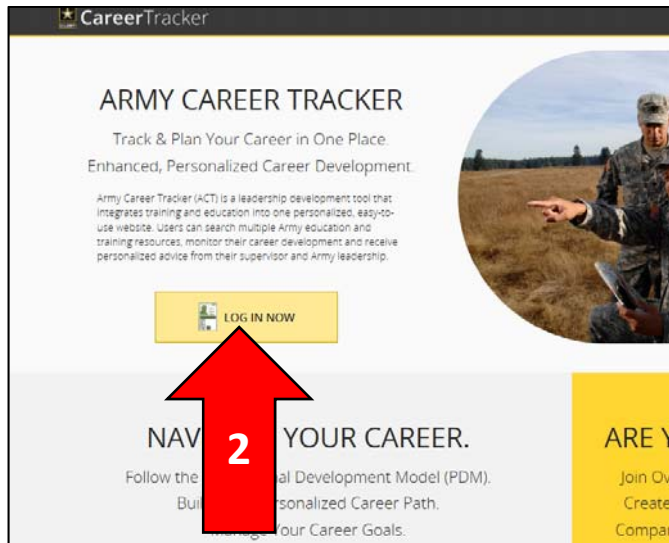 CareerTracker
ARMY CAREER TRACKER
Track & Plan Your Career in One Place.
Enhanced, Personalized Career Development.
Army Career Tracker (ACT) is a leadership development tool that
integrates training and education into one personalized, easy-to-
use website. Users can search multiple Army education and
training resources, monitor their career development and receive
personalized advice from their supervisor and Army leadership.
LOG IN NOW
2
NAV YOUR CAREER.
Follow the al Development Model (PDM).
Buil rsonalized Career Path.
Manage Your Career Goals.
ARE Y
Join Ov
Create
Compar